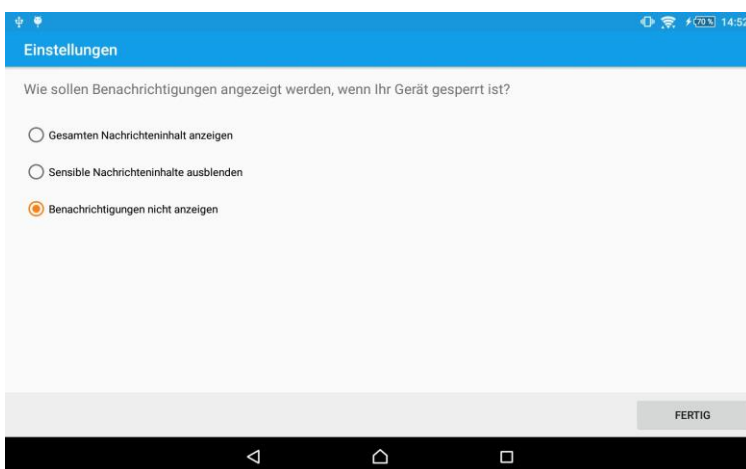 70% 14:52
Einstellungen
Wie sollen Benachrichtigungen angezeigt werden, wenn Ihr Gerät gesperrt ist?
Gesamten Nachrichteninhalt anzeigen
Sensible Nachrichteninhalte ausblenden
Benachrichtigungen nicht anzeigen
FERTIG